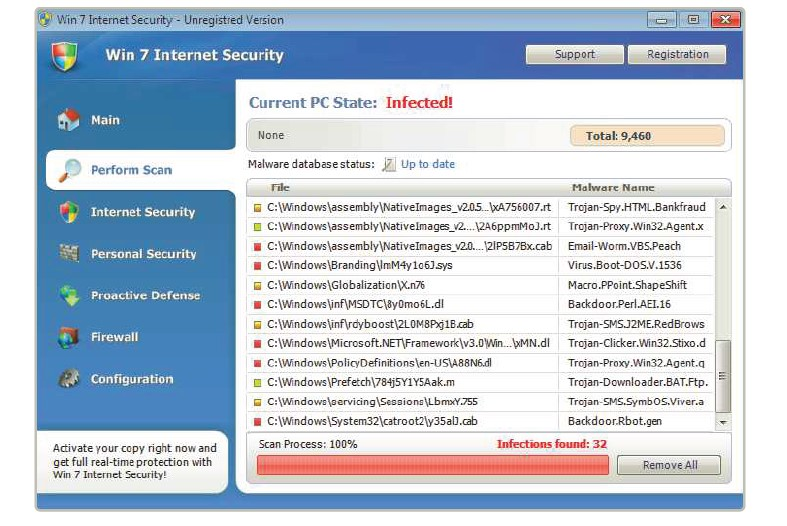 Win 7 Internet Security - Unregistred Version
Win 7 Internet Security
Support
Registration
Main
Perform Scan
Internet Security
Personal Security
Proactive Defense
Firewall
Configuration
Activate your copy right now and
get full real-time protection with
Win 7 Internet Security!
Current PC State: Infected!
None
Total: 9,460
Malware database status: Up to date
File Malware Name
C:\Windows\assembly\NativeImages_v2.0.5...\xA756007.rt Trojan-Spy.HTML.Bankfraud
C:\Windows\assembly\NativeImages_v2....\2A6ppmMoJ.rt Trojan-Proxy.Win32.Agent.x
C:\Windows\assembly\NativeImages_v2.0....\2lP5B7Bx.cab Email-Worm.VBS.Peach
C:\Windows\Branding\lmM4y1o6J.sys Virus.Boot-DOS.V.1536
C:\Windows\Globalization\X.n76 Macro.PPoint.ShapeShift
C:\Windows\inf\MSDTC\8y0mo6L.dl Backdoor.Perl.AEI.16
C:\Windows\inf\rdyboost\2L0M8Pxj1B.cab Trojan-SMS.J2ME.RedBrows
C:\Windows\Microsoft.NET\Framework\v3.0\Win...\xMN.dl Trojan-Clicker.Win32.Stixo.d
C:\Windows\PolicyDefinitions\en-US\A88N6.dl Trojan-Proxy.Win32.Agent.q
C:\Windows\Prefetch\784j5Y1Y5Aak.m Trojan-Downloader.BAT.Ftp.
C:\Windows\servicing\Sessions\LbmxY.755 Trojan-SMS.SymbOS.Viver.a
C:\Windows\System32\catroot2\y35alJ.cab Backdoor.Rbot.gen
Scan Process: 100% Infections found: 32
Remove All